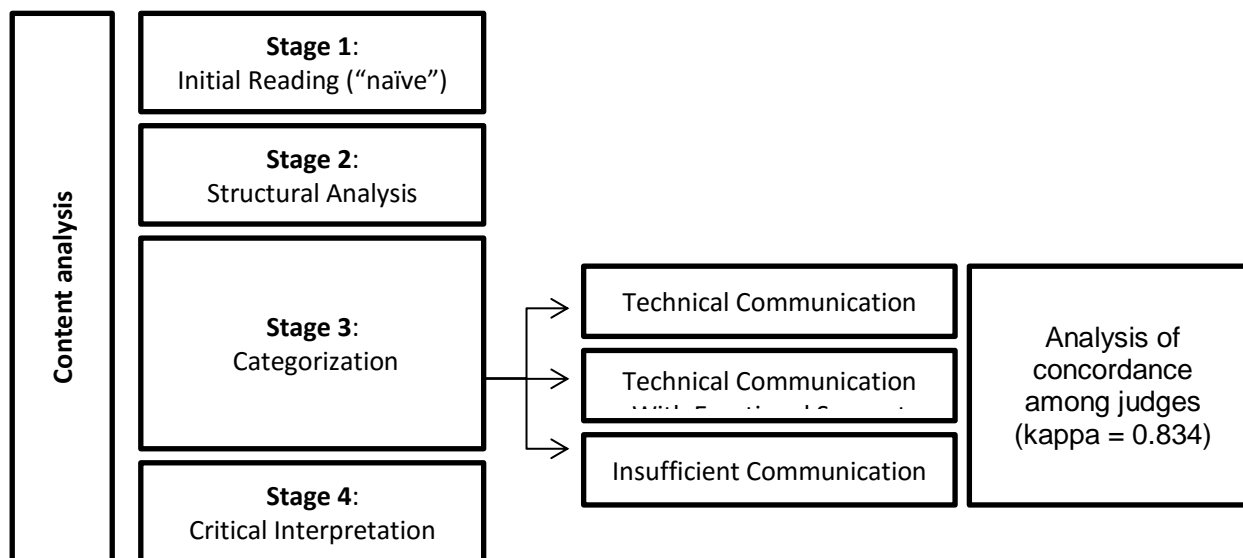 Content analysis
Stage 1:
Initial Reading (“naïve”)
Stage 2:
Structural Analysis
Stage 3:
Categorization
Stage 4:
Critical Interpretation
Technical Communication
Technical Communication
Insufficient Communication
Analysis of
concordance
among judges
(kappa = 0.834)